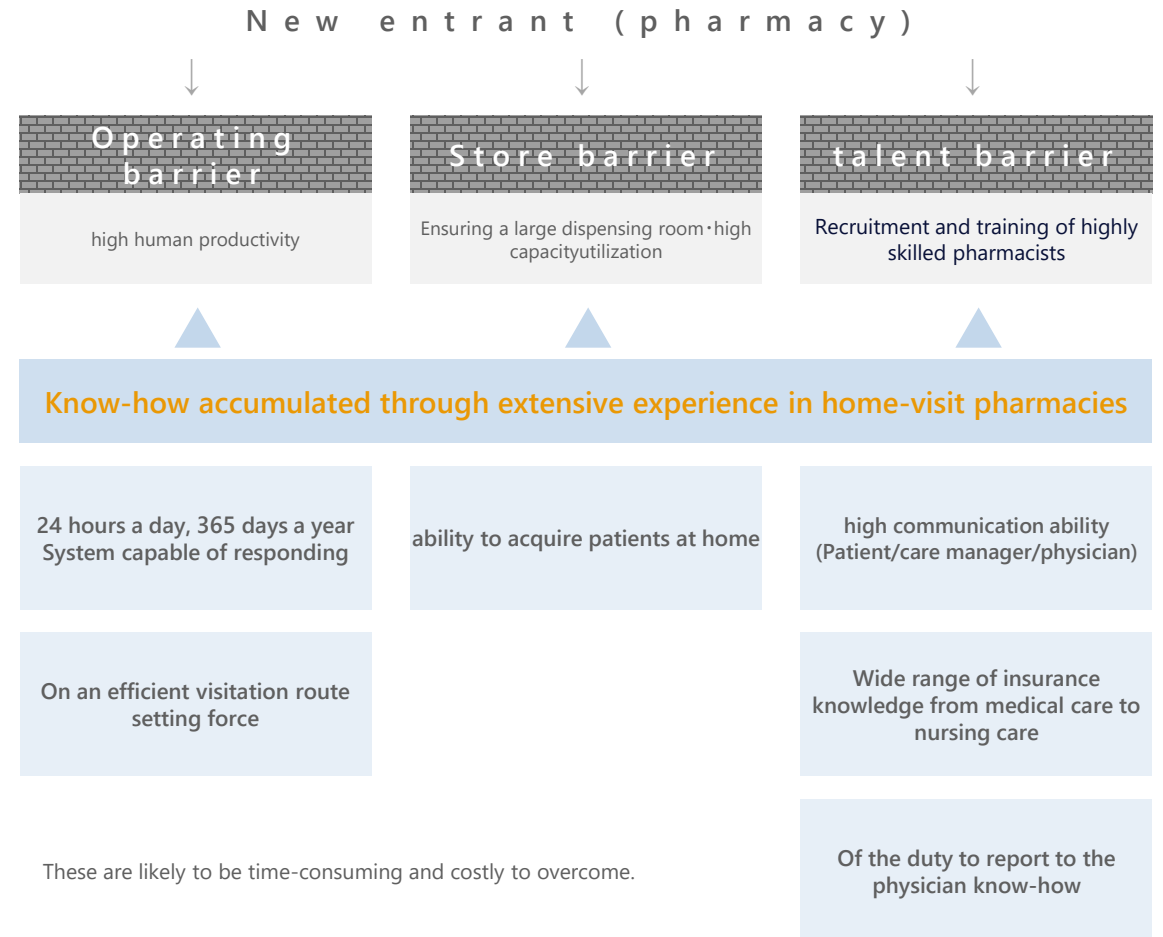 New entrant (pharmacy)
Operating
barrier
high human productivity
Store barrier
Ensuring a large dispensing room･high
capacityutilization
talent barrier
Recruitment and training of highly
skilled pharmacists
Know-how accumulated through extensive experience in home-visit pharmacies
24 hours a day, 365 days a year
System capable of responding
On an efficient visitation route
setting force
ability to acquire patients at home
high communication ability
(Patient/care manager/physician)
Wide range of insurance
knowledge from medical care to
nursing care
Of the duty to report to the
physician know-how
These are likely to be time-consuming and costly to overcome.